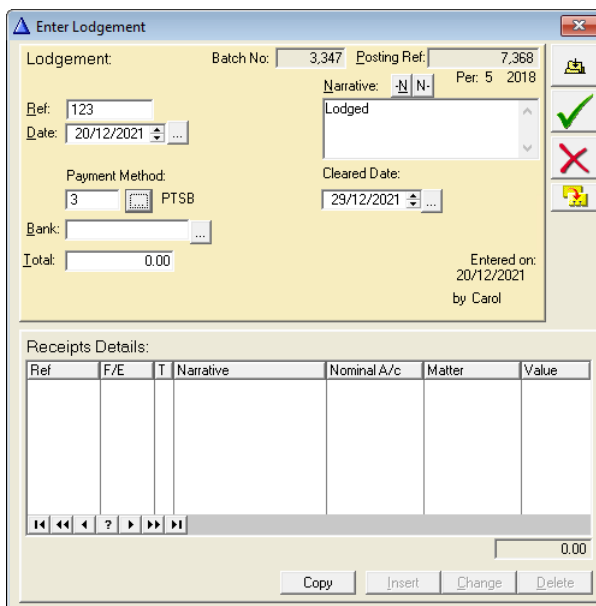 Enter Lodgement
Lodgement: Batch No: 3,347 Posting Ref: 7,368
Narrative: -N N- Per: 5 2018
Ref: 123 Lodged
Date: 20/12/2021 ...
Payment Method: Cleared Date:
3 ... PTSB 29/12/2021 ...
Bank: ...
Total: 0.00 Entered on:
20/12/2021
by Carol
Receipts Details:
Ref F/E T Narrative Nominal A/c Matter Value
?
0.00
Copy Insert Change Delete